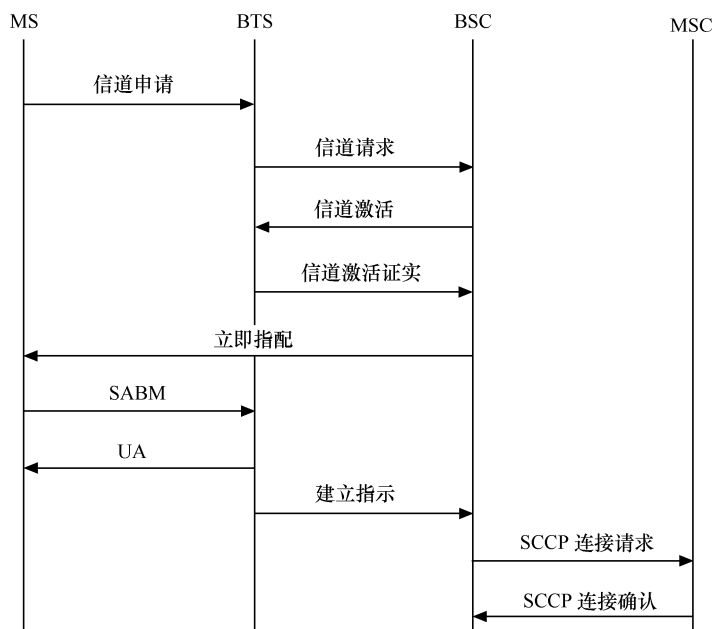 MS
BTS
BSC
MSC
信道申请
信道请求
信道激活
信道激活证实
立即指配
SABM
UA
建立指示
SCCP 连接请求
SCCP 连接确认